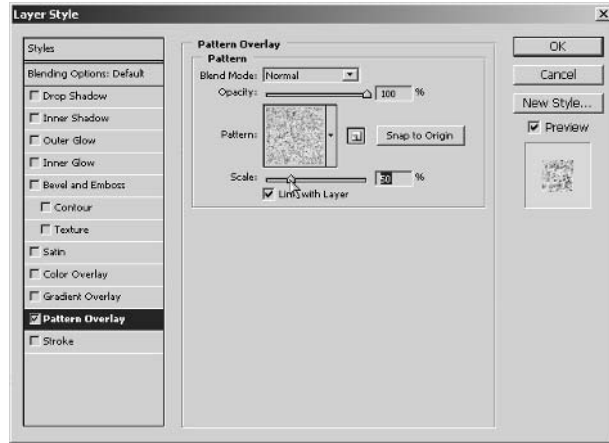 Layer Style
Styles
Blending Options: Default
Drop Shadow
Inner Shadow
Outer Glow
Inner Glow
Bevel and Emboss
Contour
Texture
Satin
Color Overlay
Gradient Overlay
Pattern Overlay
Stroke
Pattern Overlay
Pattern
Blend Mode: Normal
Opacity: 100 %
Pattern: Snap to Origin
Scale: 50 %
Link with Layer
OK
Cancel
New Style...
Preview